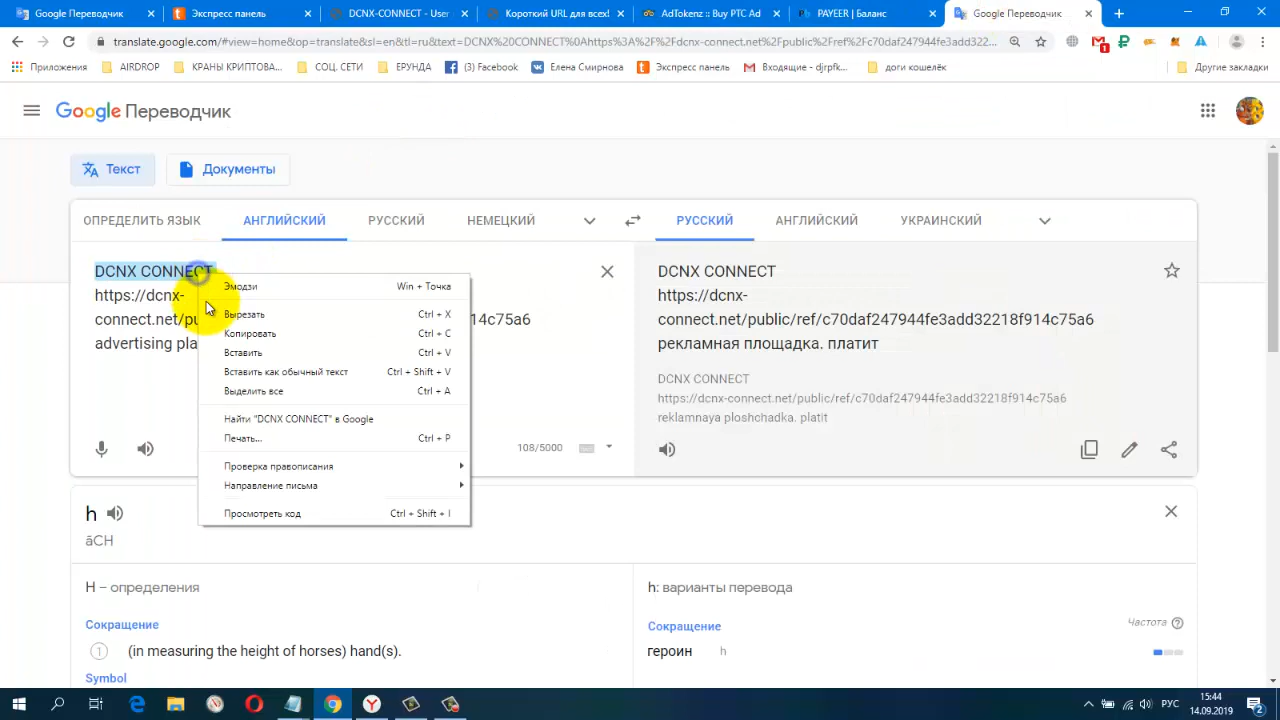 Google Переводчик
Экспресс панель
DCNX-CONNECT - User
Короткий URL для всех!
AdTokenz :: Buy PTC Ad
PAYEER | Баланс
Google Переводчик
translate.google.com/#view=home&op=translate&sl=en&tl=ru&text=DCNX%20CONNECT%0Ahttps%3A%2F%2Fdcnx-connect.net%2Fpublic%2Fref%2Fc70daf247944fe3add322...
Приложения
AIRDROP
КРАНЫ КРИПТОВА...
СОЦ. СЕТИ
ЕРУНДА
(3) Facebook
Елена Смирнова
Экспресс панель
Входящие - djrpfk...
доги кошелёк
Другие закладки
Google Переводчик
Текст
Документы
ОПРЕДЕЛИТЬ ЯЗЫК
АНГЛИЙСКИЙ
РУССКИЙ
НЕМЕЦКИЙ
РУССКИЙ
АНГЛИЙСКИЙ
УКРАИНСКИЙ
DCNX CONNECT
https://dcnx-
connect.net/pu
14c75a6
advertising pla
Эмодзи Win + Точка
Вырезать Ctrl + X
Копировать Ctrl + C
Вставить Ctrl + V
Вставить как обычный текст Ctrl + Shift + V
Выделить все Ctrl + A
Найти "DCNX CONNECT" в Google
Печать... Ctrl + P
Проверка правописания
Направление письма
Просмотреть код Ctrl + Shift + I
108/5000
DCNX CONNECT
https://dcnx-
connect.net/public/ref/c70daf247944fe3add32218f914c75a6
рекламная площадка. платит
DCNX CONNECT
https://dcnx-connect.net/public/ref/c70daf247944fe3add32218f914c75a6
reklamnaya ploshchadka. platit
h
āCH
H – определения
Сокращение
1 (in measuring the height of horses) hand(s).
Symbol
h: варианты перевода
Сокращение
Частота
героин h
РУС
15:44
14.09.2019
2